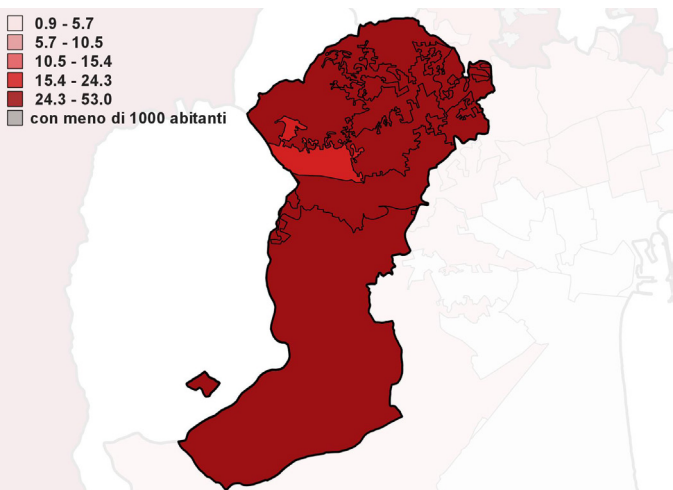 0.9 - 5.7
5.7 - 10.5
10.5 - 15.4
15.4 - 24.3
24.3 - 53.0
con meno di 1000 abitanti